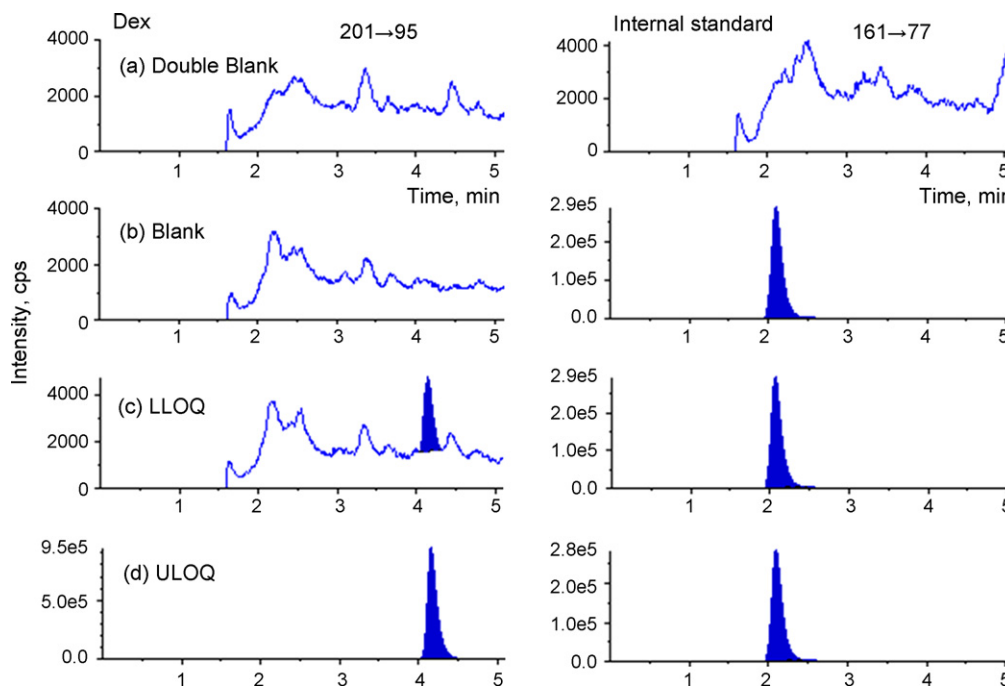 Dex
201→95
Internal standard
161→77
4000
(a) Double Blank
2000
0
1 2 3 4 5
Time, min
4000
2000
0
1 2 3 4 5
Time, min
Intensity, cps
4000
(b) Blank
2000
0
1 2 3 4 5
2.9e5
2.0e5
1.0e5
0.0
1 2 3 4 5
4000
(c) LLOQ
2000
0
1 2 3 4 5
2.9e5
2.0e5
1.0e5
0.0
1 2 3 4 5
9.5e5
(d) ULOQ
5.0e5
0.0
1 2 3 4 5
2.8e5
2.0e5
1.0e5
0.0
1 2 3 4 5